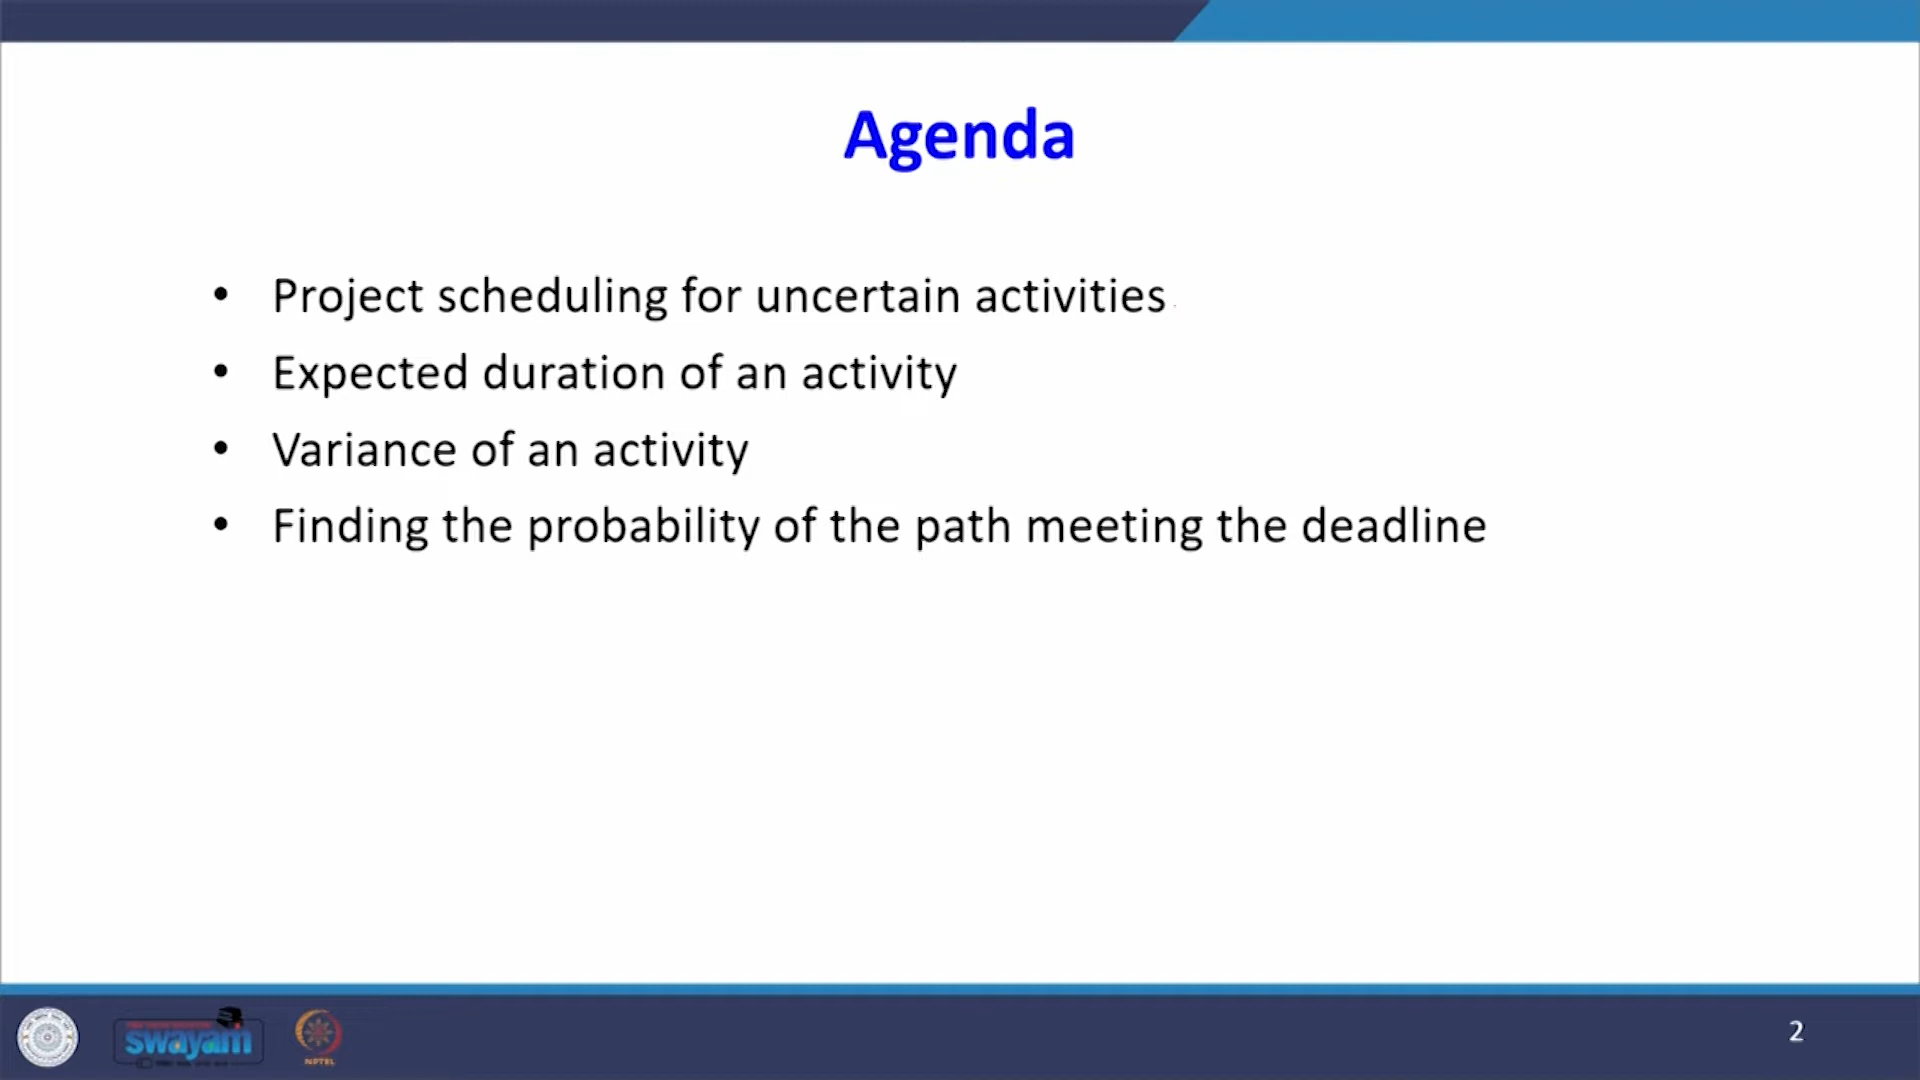 Agenda
• Project scheduling for uncertain activities
• Expected duration of an activity
• Variance of an activity
• Finding the probability of the path meeting the deadline
swayam
NPTEL
2